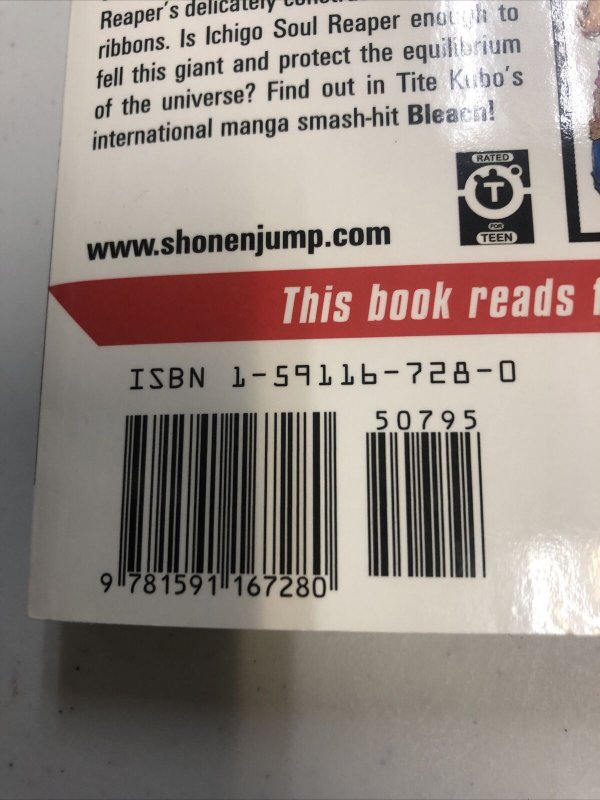 Reaper's delicately
ribbons. Is Ichigo Soul Reaper enough to
fell this giant and protect the equilibrium
of the universe? Find out in Tite Kubo's
international manga smash-hit Bleach!
RATED
T
FOR
TEEN
www.shonenjump.com
This book reads
ISBN 1-59116-728-0
50795
9 781591 167280